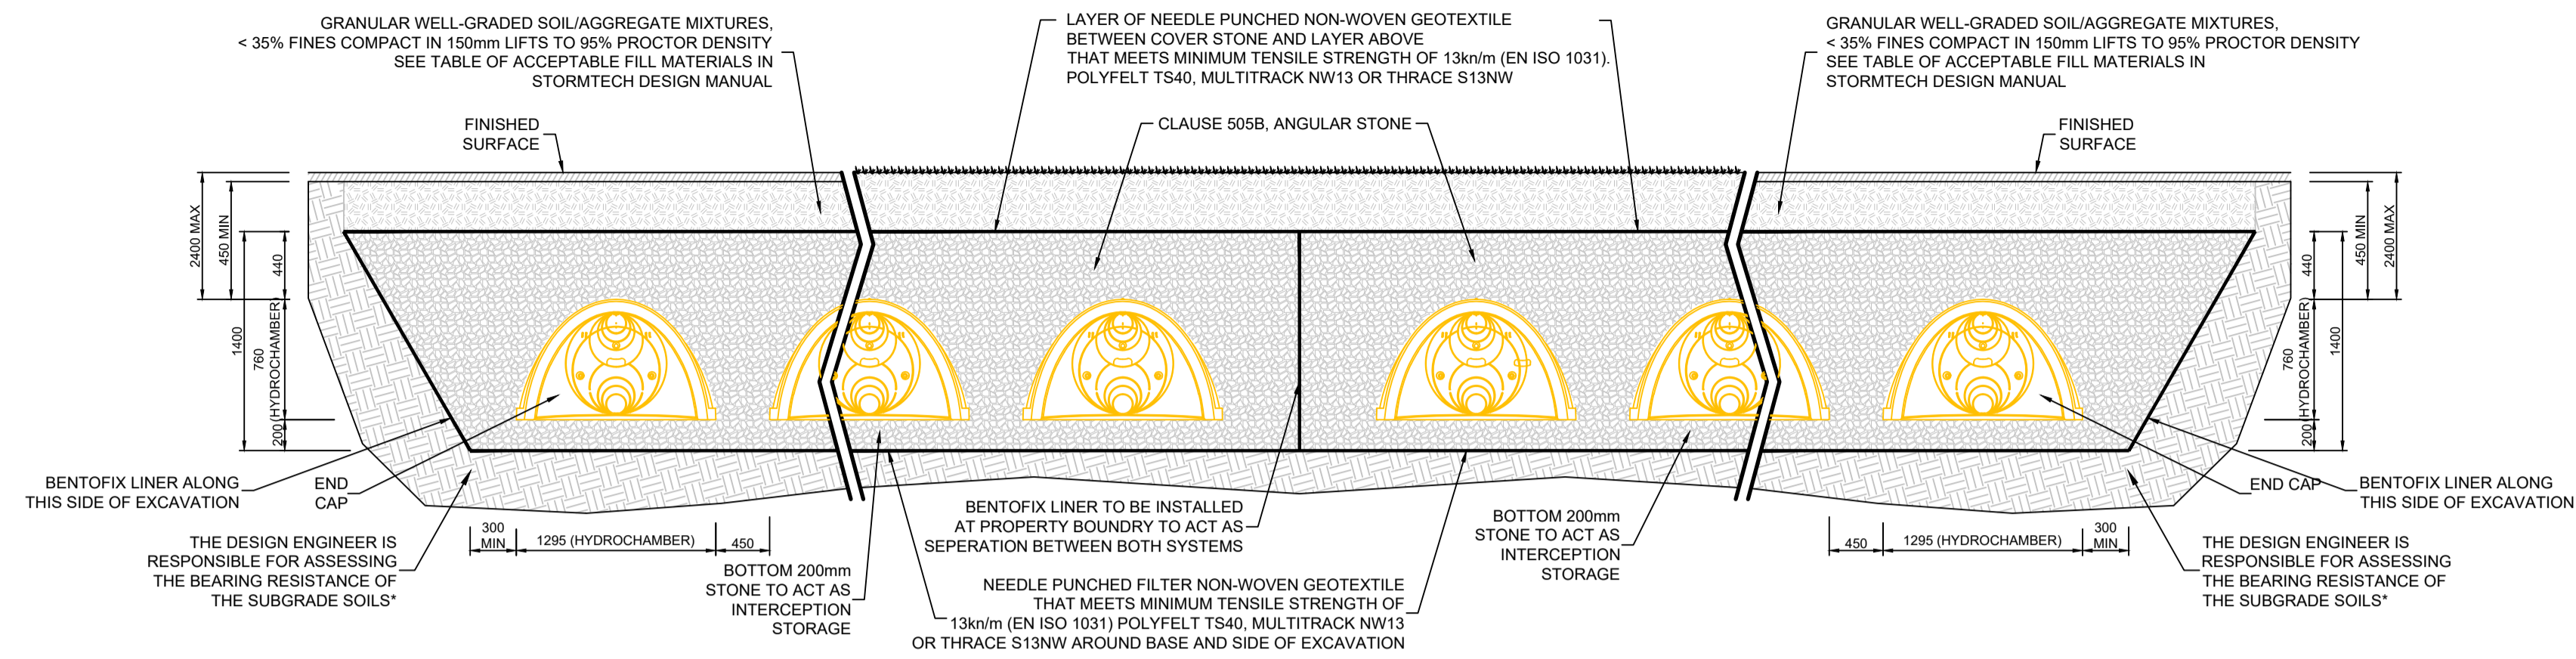 GRANULAR WELL-GRADED SOIL/AGGREGATE MIXTURES,
< 35% FINES COMPACT IN 150mm LIFTS TO 95% PROCTOR DENSITY
SEE TABLE OF ACCEPTABLE FILL MATERIALS IN
STORMTECH DESIGN MANUAL
LAYER OF NEEDLE PUNCHED NON-WOVEN GEOTEXTILE
BETWEEN COVER STONE AND LAYER ABOVE
THAT MEETS MINIMUM TENSILE STRENGTH OF 13kn/m (EN ISO 1031).
POLYFELT TS40, MULTITRACK NW13 OR THRACE S13NW
GRANULAR WELL-GRADED SOIL/AGGREGATE MIXTURES,
< 35% FINES COMPACT IN 150mm LIFTS TO 95% PROCTOR DENSITY
SEE TABLE OF ACCEPTABLE FILL MATERIALS IN
STORMTECH DESIGN MANUAL
FINISHED
SURFACE
CLAUSE 505B, ANGULAR STONE
FINISHED
SURFACE
2400 MAX
450 MIN
440
1400
760
(HYDROCHAMBER)
200
440
450 MIN
2400 MAX
760
(HYDROCHAMBER)
1400
200
BENTOFIX LINER ALONG
THIS SIDE OF EXCAVATION
END
CAP
THE DESIGN ENGINEER IS
RESPONSIBLE FOR ASSESSING
THE BEARING RESISTANCE OF
THE SUBGRADE SOILS*
300
MIN
1295 (HYDROCHAMBER)
450
BOTTOM 200mm
STONE TO ACT AS
INTERCEPTION
STORAGE
BENTOFIX LINER TO BE INSTALLED
AT PROPERTY BOUNDRY TO ACT AS
SEPERATION BETWEEN BOTH SYSTEMS
NEEDLE PUNCHED FILTER NON-WOVEN GEOTEXTILE
THAT MEETS MINIMUM TENSILE STRENGTH OF
13kn/m (EN ISO 1031) POLYFELT TS40, MULTITRACK NW13
OR THRACE S13NW AROUND BASE AND SIDE OF EXCAVATION
BOTTOM 200mm
STONE TO ACT AS
INTERCEPTION
STORAGE
450
1295 (HYDROCHAMBER)
300
MIN
END CAP
BENTOFIX LINER ALONG
THIS SIDE OF EXCAVATION
THE DESIGN ENGINEER IS
RESPONSIBLE FOR ASSESSING
THE BEARING RESISTANCE OF
THE SUBGRADE SOILS*